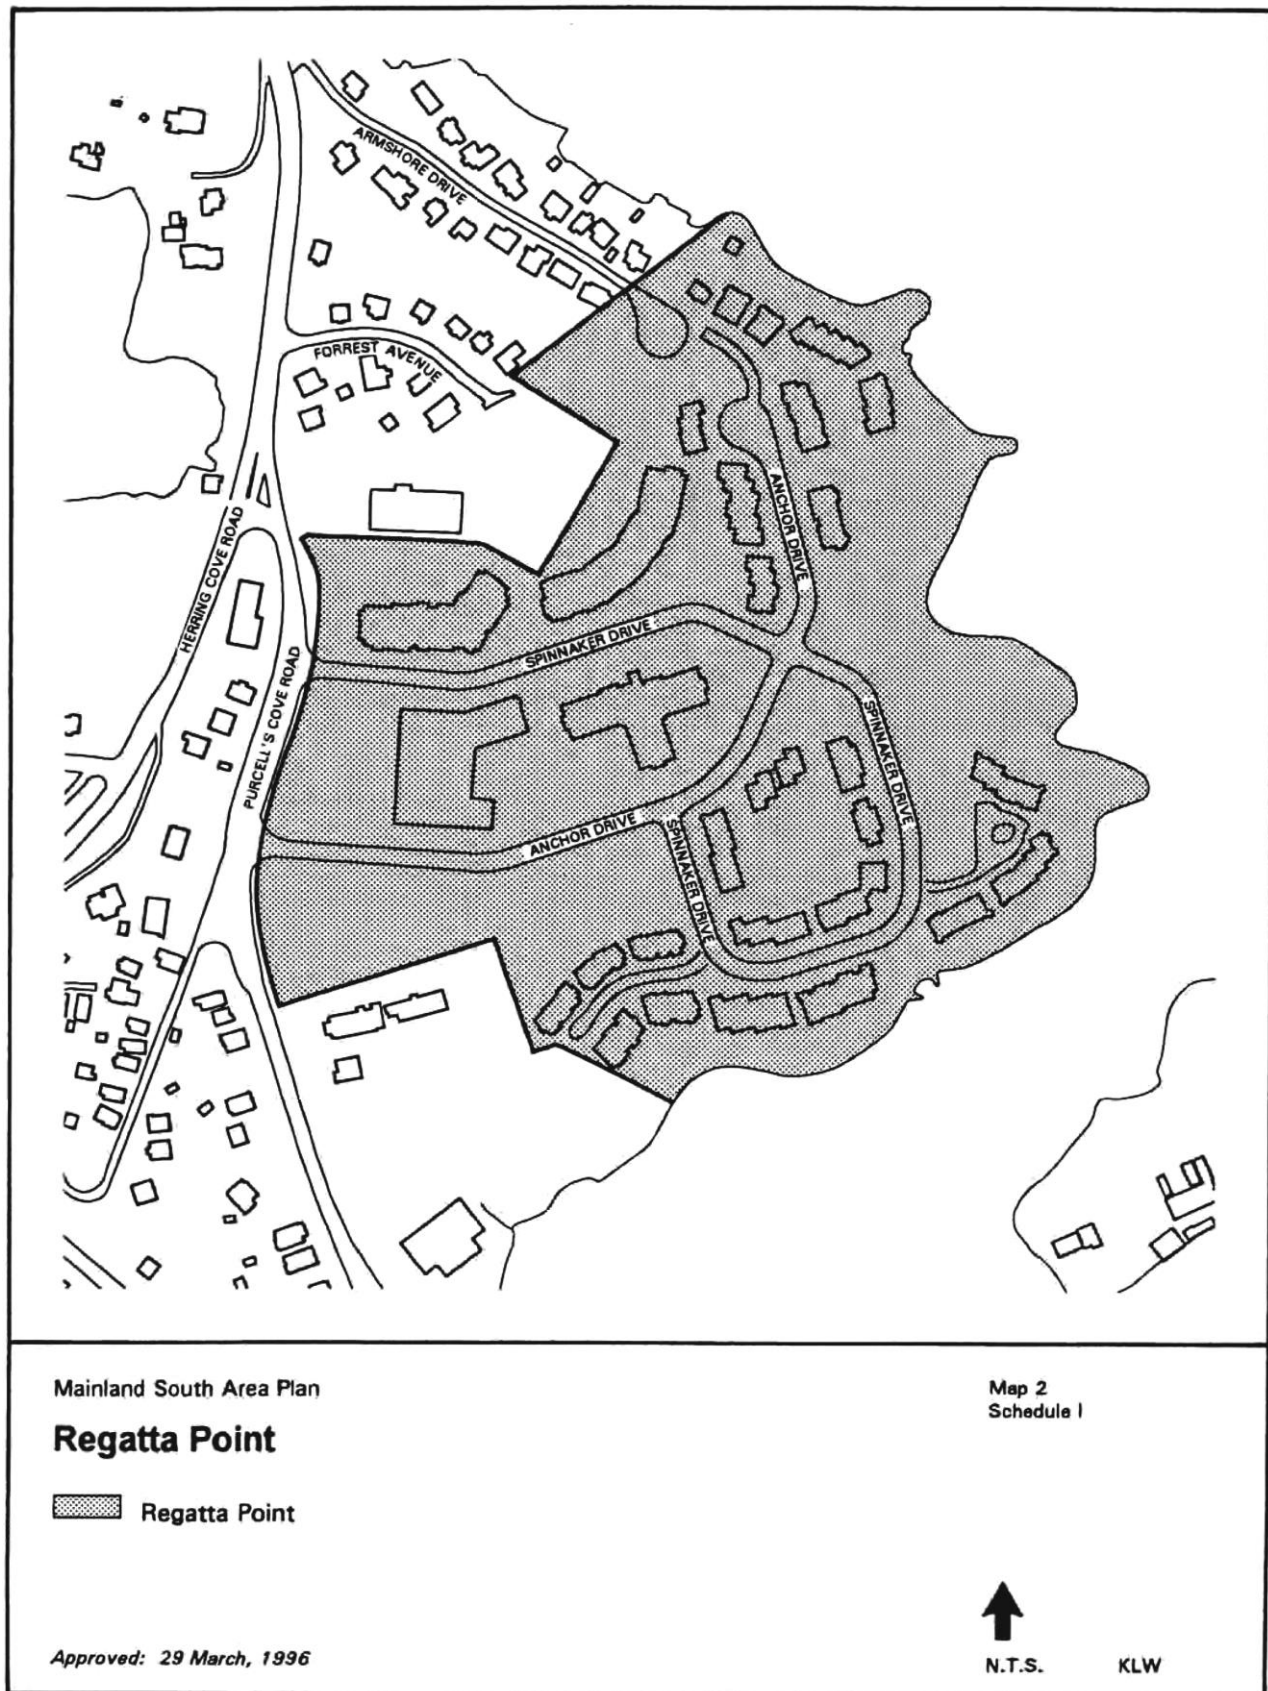 ARMSHORE DRIVE
FORREST AVENUE
HERRING COVE ROAD
ANCHOR DRIVE
SPINNAKER DRIVE
PURCELL'S COVE ROAD
SPINNAKER DRIVE
ANCHOR DRIVE
SPINNAKER DRIVE
Mainland South Area Plan
Map 2
Schedule I
Regatta Point
Regatta Point
Approved: 29 March, 1996
N.T.S.
KLW